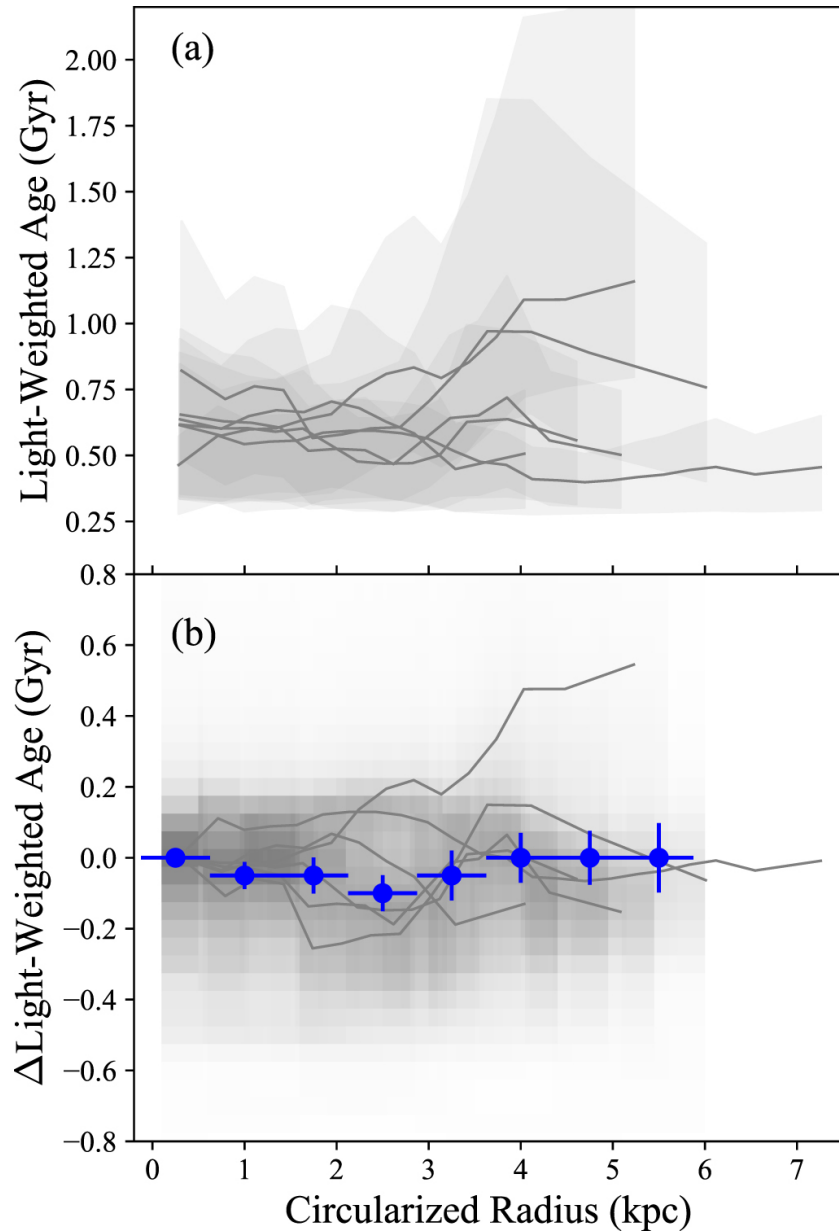 (a)
Light-Weighted Age (Gyr)
2.00
1.75
1.50
1.25
1.00
0.75
0.50
0.25
(b)
ΔLight-Weighted Age (Gyr)
0.8
0.6
0.4
0.2
0.0
−0.2
−0.4
−0.6
−0.8
0 1 2 3 4 5 6 7
Circularized Radius (kpc)